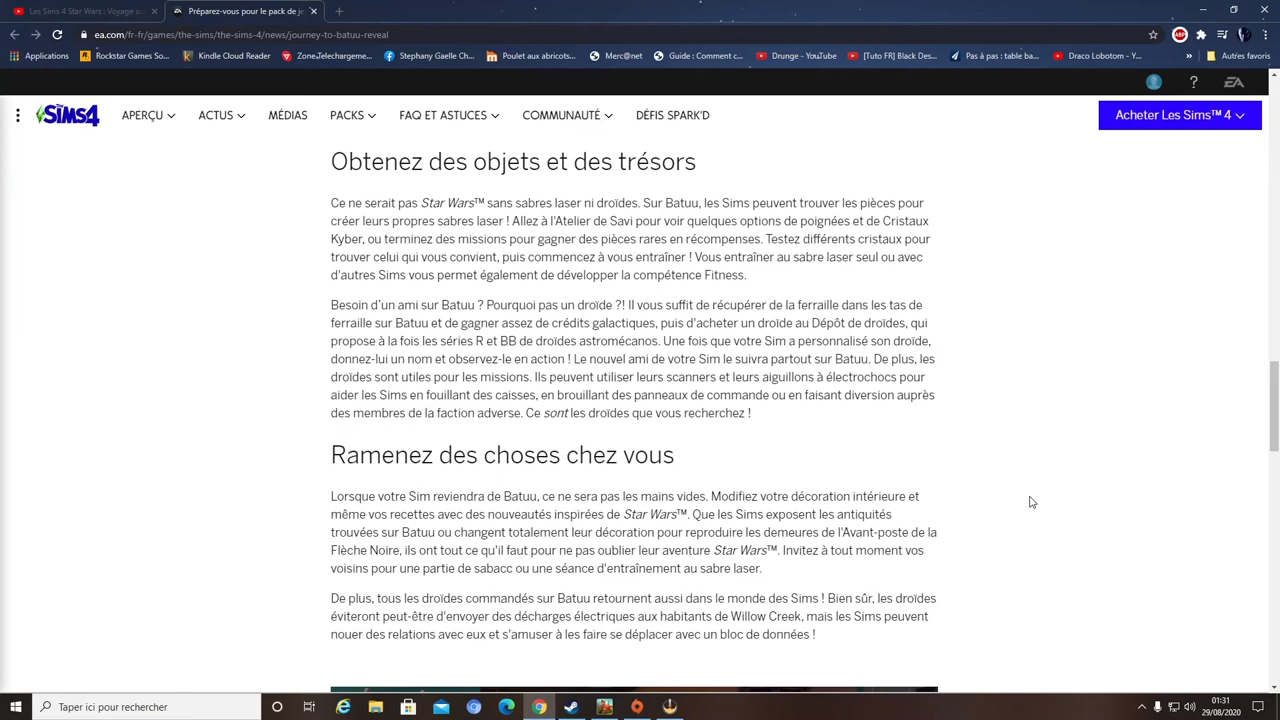 Les Sims 4 Star Wars : Voyage su
Préparez-vous pour le pack de je
ea.com/fr-fr/games/the-sims/the-sims-4/news/journey-to-batuu-reveal
Applications
Rockstar Games So...
Kindle Cloud Reader
Zone.Telechargeme...
Stephany Gaelle Ch...
Poulet aux abricots...
Merc@net
Guide : Comment c...
Drunge - YouTube
[Tuto FR] Black Des...
Pas à pas : table ba...
Draco Lobotom - Y...
» Autres favoris
ABP
? EA
The SIMS4
APERÇU
ACTUS
MÉDIAS
PACKS
FAQ ET ASTUCES
COMMUNAUTÉ
DÉFIS SPARK'D
Acheter Les Sims™ 4
Obtenez des objets et des trésors
Ce ne serait pas Star Wars™ sans sabres laser ni droïdes. Sur Batuu, les Sims peuvent trouver les pièces pour
créer leurs propres sabres laser ! Allez à l'Atelier de Savi pour voir quelques options de poignées et de Cristaux
Kyber, ou terminez des missions pour gagner des pièces rares en récompenses. Testez différents cristaux pour
trouver celui qui vous convient, puis commencez à vous entraîner ! Vous entraîner au sabre laser seul ou avec
d'autres Sims vous permet également de développer la compétence Fitness.
Besoin d’un ami sur Batuu ? Pourquoi pas un droïde ?! Il vous suffit de récupérer de la ferraille dans les tas de
ferraille sur Batuu et de gagner assez de crédits galactiques, puis d'acheter un droïde au Dépôt de droïdes, qui
propose à la fois les séries R et BB de droïdes astromécanos. Une fois que votre Sim a personnalisé son droïde,
donnez-lui un nom et observez-le en action ! Le nouvel ami de votre Sim le suivra partout sur Batuu. De plus, les
droïdes sont utiles pour les missions. Ils peuvent utiliser leurs scanners et leurs aiguillons à électrochocs pour
aider les Sims en fouillant des caisses, en brouillant des panneaux de commande ou en faisant diversion auprès
des membres de la faction adverse. Ce sont les droïdes que vous recherchez !
Ramenez des choses chez vous
Lorsque votre Sim reviendra de Batuu, ce ne sera pas les mains vides. Modifiez votre décoration intérieure et
même vos recettes avec des nouveautés inspirées de Star Wars™. Que les Sims exposent les antiquités
trouvées sur Batuu ou changent totalement leur décoration pour reproduire les demeures de l'Avant-poste de la
Flèche Noire, ils ont tout ce qu'il faut pour ne pas oublier leur aventure Star Wars™. Invitez à tout moment vos
voisins pour une partie de sabacc ou une séance d'entraînement au sabre laser.
De plus, tous les droïdes commandés sur Batuu retournent aussi dans le monde des Sims ! Bien sûr, les droïdes
éviteront peut-être d'envoyer des décharges électriques aux habitants de Willow Creek, mais les Sims peuvent
nouer des relations avec eux et s'amuser à les faire se déplacer avec un bloc de données !
Taper ici pour rechercher
01:31
29/08/2020